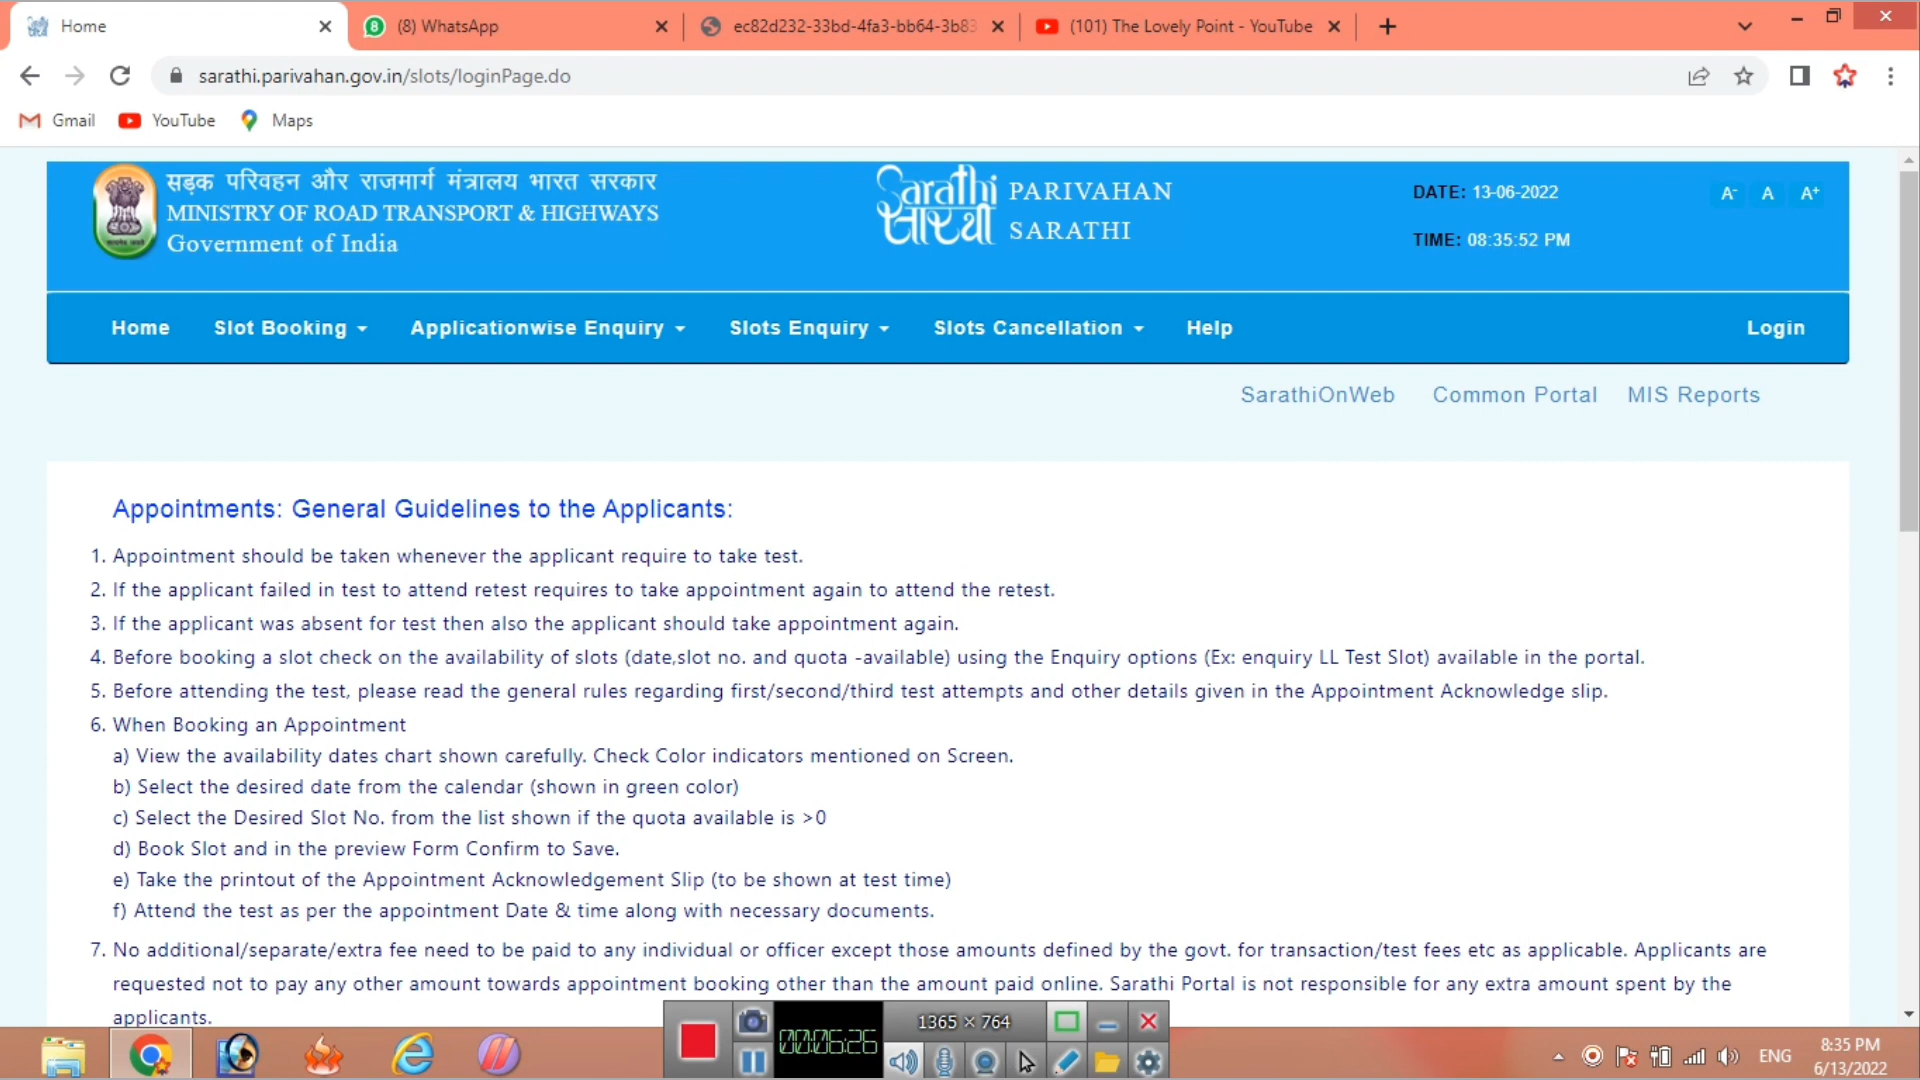 Home
(8) WhatsApp
ec82d232-33bd-4fa3-bb64-3b83
(101) The Lovely Point - YouTube
sarathi.parivahan.gov.in/slots/loginPage.do
Gmail
YouTube
Maps
सड़क परिवहन और राजमार्ग मंत्रालय भारत सरकार
MINISTRY OF ROAD TRANSPORT & HIGHWAYS
Government of India
Sarathi
सारथी
PARIVAHAN
SARATHI
DATE: 13-06-2022
TIME: 08:35:52 PM
A- A A+
Home Slot Booking Applicationwise Enquiry Slots Enquiry Slots Cancellation Help Login
SarathiOnWeb Common Portal MIS Reports
Appointments: General Guidelines to the Applicants:
1. Appointment should be taken whenever the applicant require to take test.
2. If the applicant failed in test to attend retest requires to take appointment again to attend the retest.
3. If the applicant was absent for test then also the applicant should take appointment again.
4. Before booking a slot check on the availability of slots (date,slot no. and quota -available) using the Enquiry options (Ex: enquiry LL Test Slot) available in the portal.
5. Before attending the test, please read the general rules regarding first/second/third test attempts and other details given in the Appointment Acknowledge slip.
6. When Booking an Appointment
a) View the availability dates chart shown carefully. Check Color indicators mentioned on Screen.
b) Select the desired date from the calendar (shown in green color)
c) Select the Desired Slot No. from the list shown if the quota available is >0
d) Book Slot and in the preview Form Confirm to Save.
e) Take the printout of the Appointment Acknowledgement Slip (to be shown at test time)
f) Attend the test as per the appointment Date & time along with necessary documents.
7. No additional/separate/extra fee need to be paid to any individual or officer except those amounts defined by the govt. for transaction/test fees etc as applicable. Applicants are
requested not to pay any other amount towards appointment booking other than the amount paid online. Sarathi Portal is not responsible for any extra amount spent by the
applicants.
00:06:26
1365 × 764
ENG
8:35 PM
6/13/2022